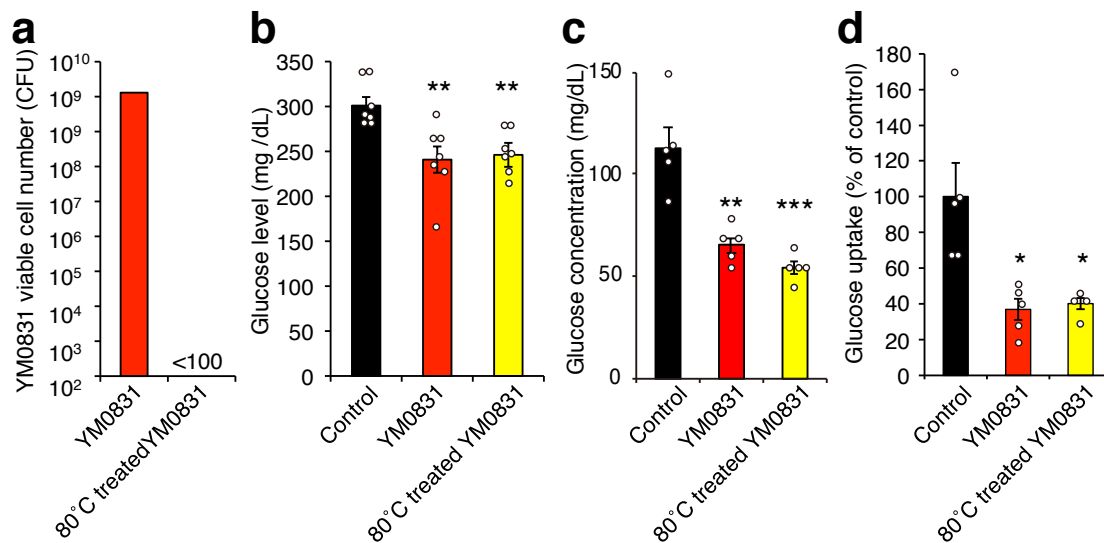 a
YM0831 viable cell number (CFU)
10^10
10^9
10^9
10^8
10^7
10^6
10^5
10^4
10^3
10^2
<100
YM0831
80°C treatedYM0831
b
Glucose level (mg /dL)
350
300
250
200
150
100
50
0
**
**
Control
YM0831
80°C treated YM0831
c
Glucose concentration (mg/dL)
150
100
50
0
**
***
Control
YM0831
80°C treated YM0831
d
Glucose uptake (% of control)
180
160
140
120
100
80
60
40
20
0
*
*
Control
YM0831
80°C treated YM0831